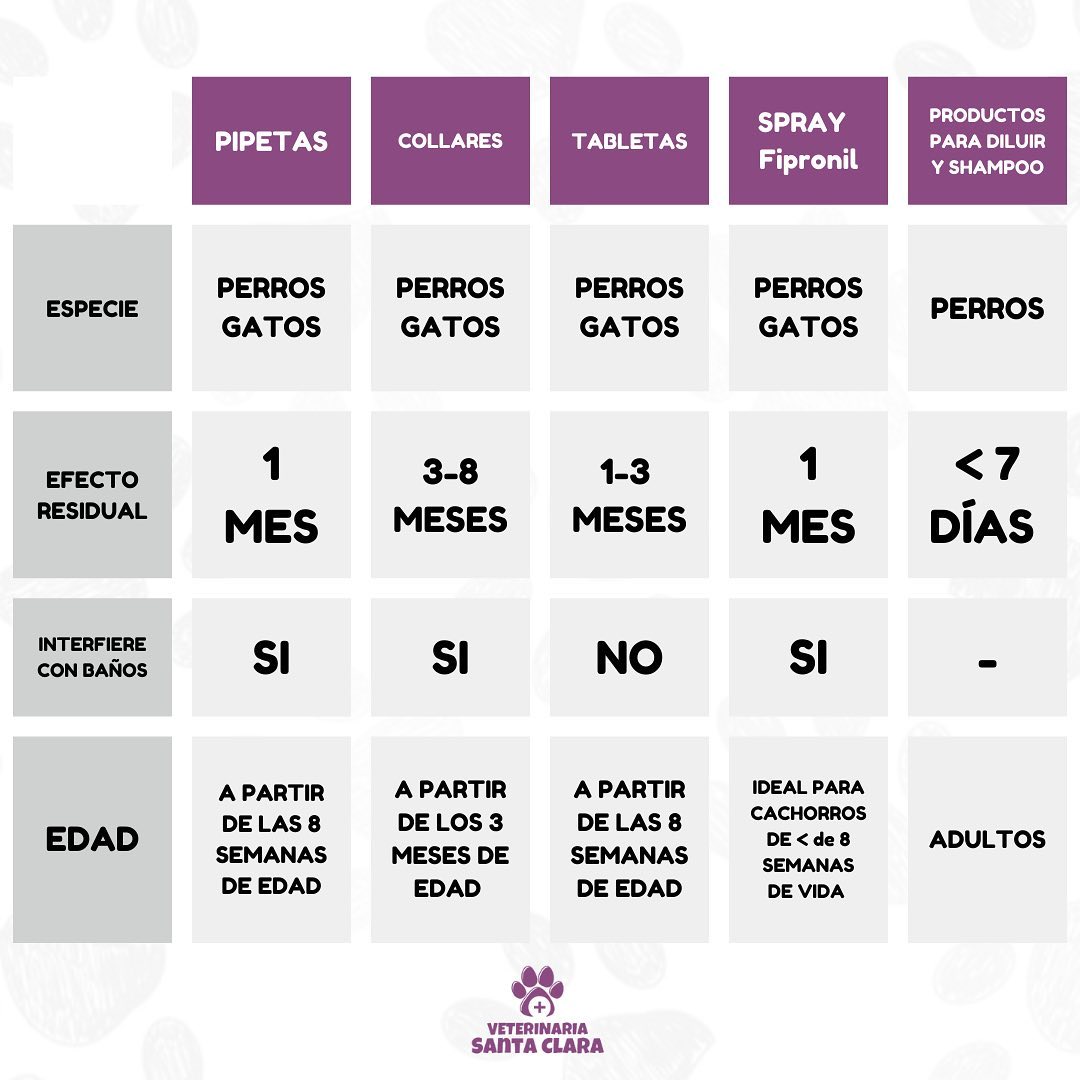 PIPETAS
COLLARES
TABLETAS
SPRAY
Fipronil
PRODUCTOS
PARA DILUIR
Y SHAMPOO
ESPECIE
PERROS
GATOS
PERROS
GATOS
PERROS
GATOS
PERROS
GATOS
PERROS
EFECTO
RESIDUAL
1
MES
3-8
MESES
1-3
MESES
1
MES
< 7
DÍAS
INTERFIERE
CON BAÑOS
SI
SI
NO
SI
-
EDAD
A PARTIR
DE LAS 8
SEMANAS
DE EDAD
A PARTIR
DE LOS 3
MESES DE
EDAD
A PARTIR
DE LAS 8
SEMANAS
DE EDAD
IDEAL PARA
CACHORROS
DE < de 8
SEMANAS
DE VIDA
ADULTOS
VETERINARIA
SANTA CLARA